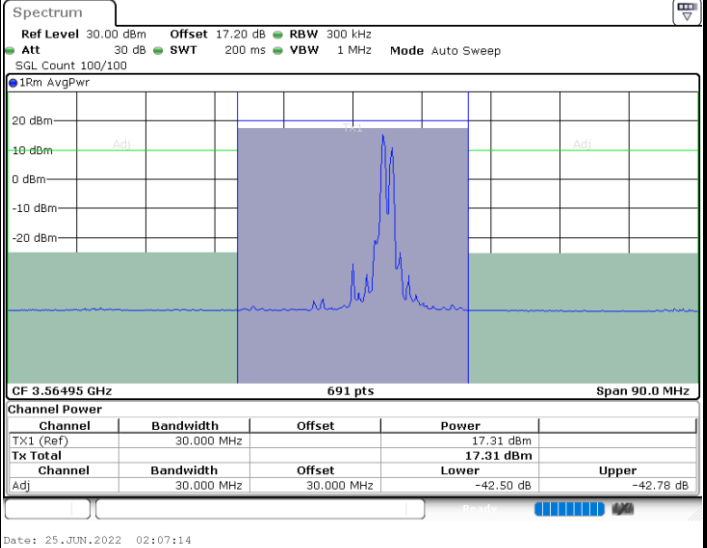 Spectrum
Ref Level 30.00 dBm Offset 17.20 dB RBW 300 kHz
Att 30 dB SWT 200 ms VBW 1 MHz Mode Auto Sweep
SGL Count 100/100
1Rm AvgPwr
TX1
20 dBm
Adj Adj
10 dBm
0 dBm
-10 dBm
-20 dBm
CF 3.56495 GHz 691 pts Span 90.0 MHz
Channel Power
Channel Bandwidth Offset Power
TX1 (Ref) 30.000 MHz 17.31 dBm
Tx Total 17.31 dBm
Channel Bandwidth Offset Lower Upper
Adj 30.000 MHz 30.000 MHz -42.50 dB -42.78 dB
Ready
Date: 25.JUN.2022 02:07:14